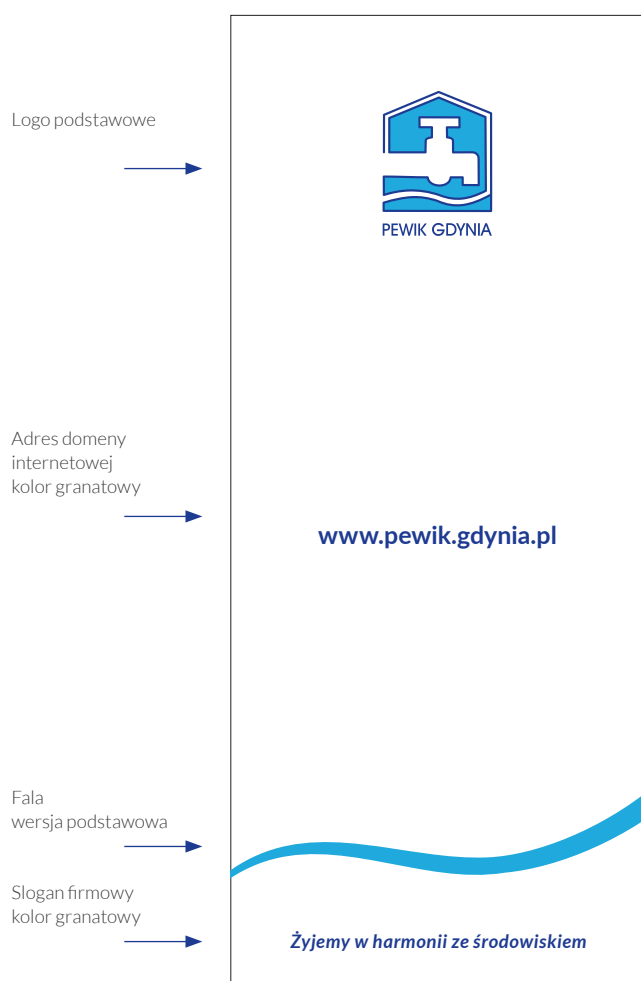 Logo podstawowe
PEWIK GDYNIA
Adres domeny
internetowej
kolor granatowy
www.pewik.gdynia.pl
Fala
wersja podstawowa
Slogan firmowy
kolor granatowy
Żyjemy w harmonii ze środowiskiem